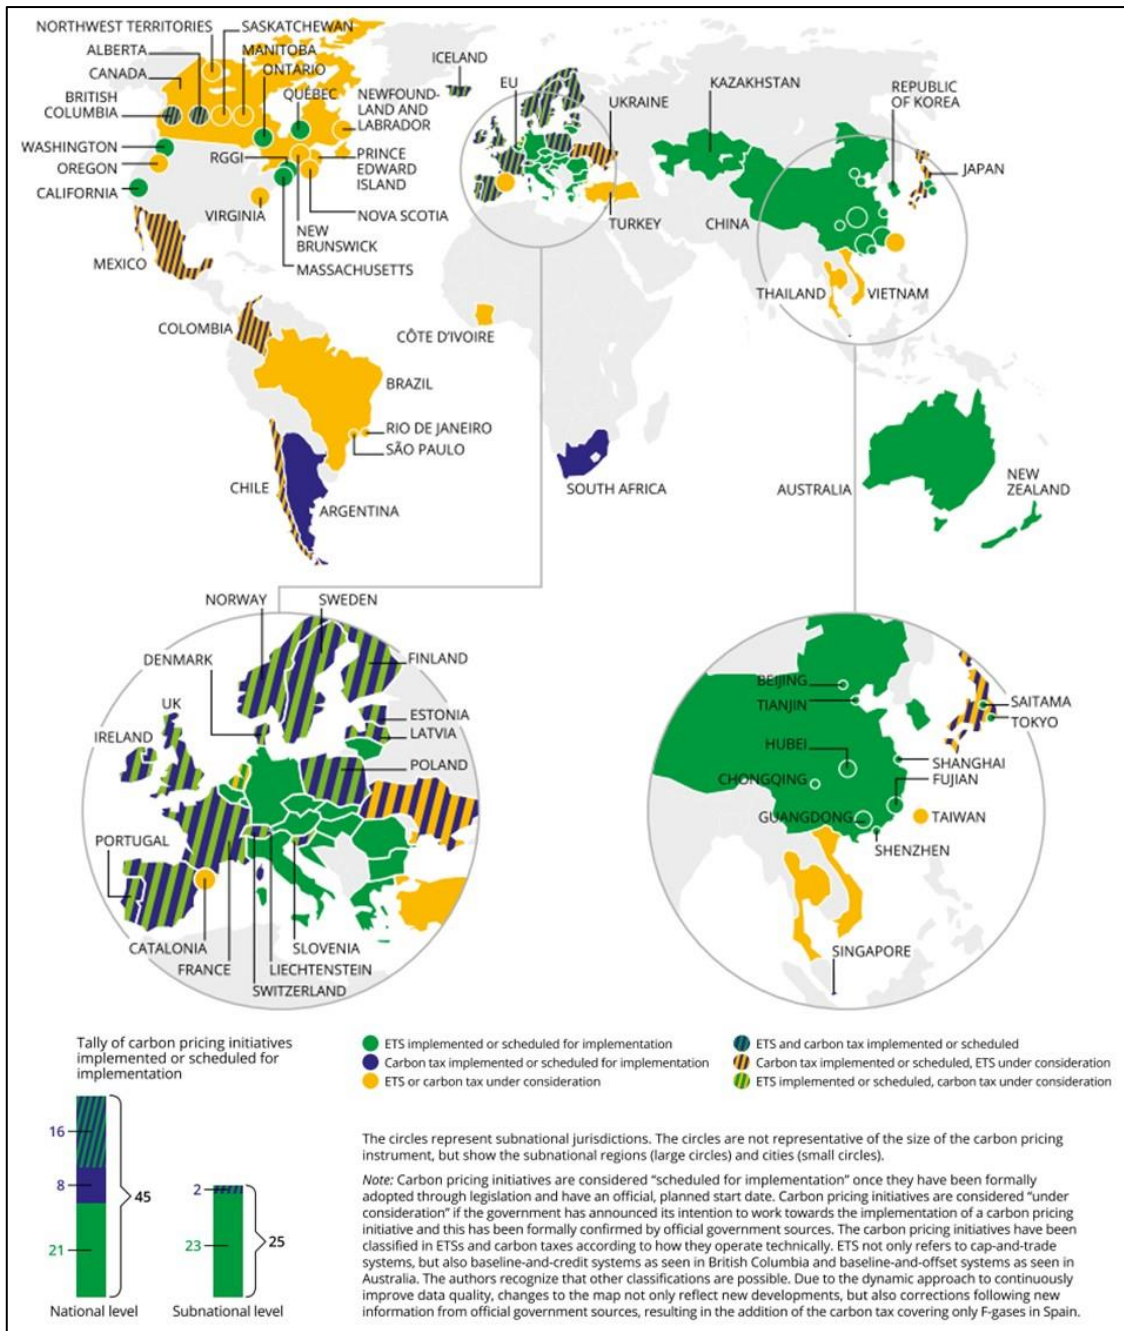 NORTHWEST TERRITORIES
SASKATCHEWAN
ALBERTA
MANITOBA
CANADA
ONTARIO
BRITISH
COLUMBIA
QUÉBEC
NEWFOUND-
LAND AND
LABRADOR
WASHINGTON
OREGON
RGGI
PRINCE
EDWARD
ISLAND
CALIFORNIA
VIRGINIA
NOVA SCOTIA
NEW
BRUNSWICK
MEXICO
MASSACHUSETTS
ICELAND
EU
UKRAINE
KAZAKHSTAN
REPUBLIC
OF KOREA
JAPAN
TURKEY
CHINA
THAILAND
VIETNAM
COLOMBIA
CÔTE D'IVOIRE
BRAZIL
RIO DE JANEIRO
SÃO PAULO
CHILE
ARGENTINA
SOUTH AFRICA
AUSTRALIA
NEW
ZEALAND
NORWAY
SWEDEN
DENMARK
FINLAND
UK
IRELAND
ESTONIA
LATVIA
POLAND
PORTUGAL
CATALONIA
SLOVENIA
FRANCE
LIECHTENSTEIN
SWITZERLAND
BEIJING
TIANJIN
SAITAMA
TOKYO
HUBEI
SHANGHAI
FUJIAN
CHONGQING
GUANGDONG
TAIWAN
SHENZHEN
SINGAPORE
Tally of carbon pricing initiatives
implemented or scheduled for
implementation
16
8
21
45
National level
2
23
25
Subnational level
ETS implemented or scheduled for implementation
Carbon tax implemented or scheduled for implementation
ETS or carbon tax under consideration
ETS and carbon tax implemented or scheduled
Carbon tax implemented or scheduled, ETS under consideration
ETS implemented or scheduled, carbon tax under consideration
The circles represent subnational jurisdictions. The circles are not representative of the size of the carbon pricing
instrument, but show the subnational regions (large circles) and cities (small circles).
Note: Carbon pricing initiatives are considered “scheduled for implementation” once they have been formally
adopted through legislation and have an official, planned start date. Carbon pricing initiatives are considered “under
consideration” if the government has announced its intention to work towards the implementation of a carbon pricing
initiative and this has been formally confirmed by official government sources. The carbon pricing initiatives have been
classified in ETSs and carbon taxes according to how they operate technically. ETS not only refers to cap-and-trade
systems, but also baseline-and-credit systems as seen in British Columbia and baseline-and-offset systems as seen in
Australia. The authors recognize that other classifications are possible. Due to the dynamic approach to continuously
improve data quality, changes to the map not only reflect new developments, but also corrections following new
information from official government sources, resulting in the addition of the carbon tax covering only F-gases in Spain.